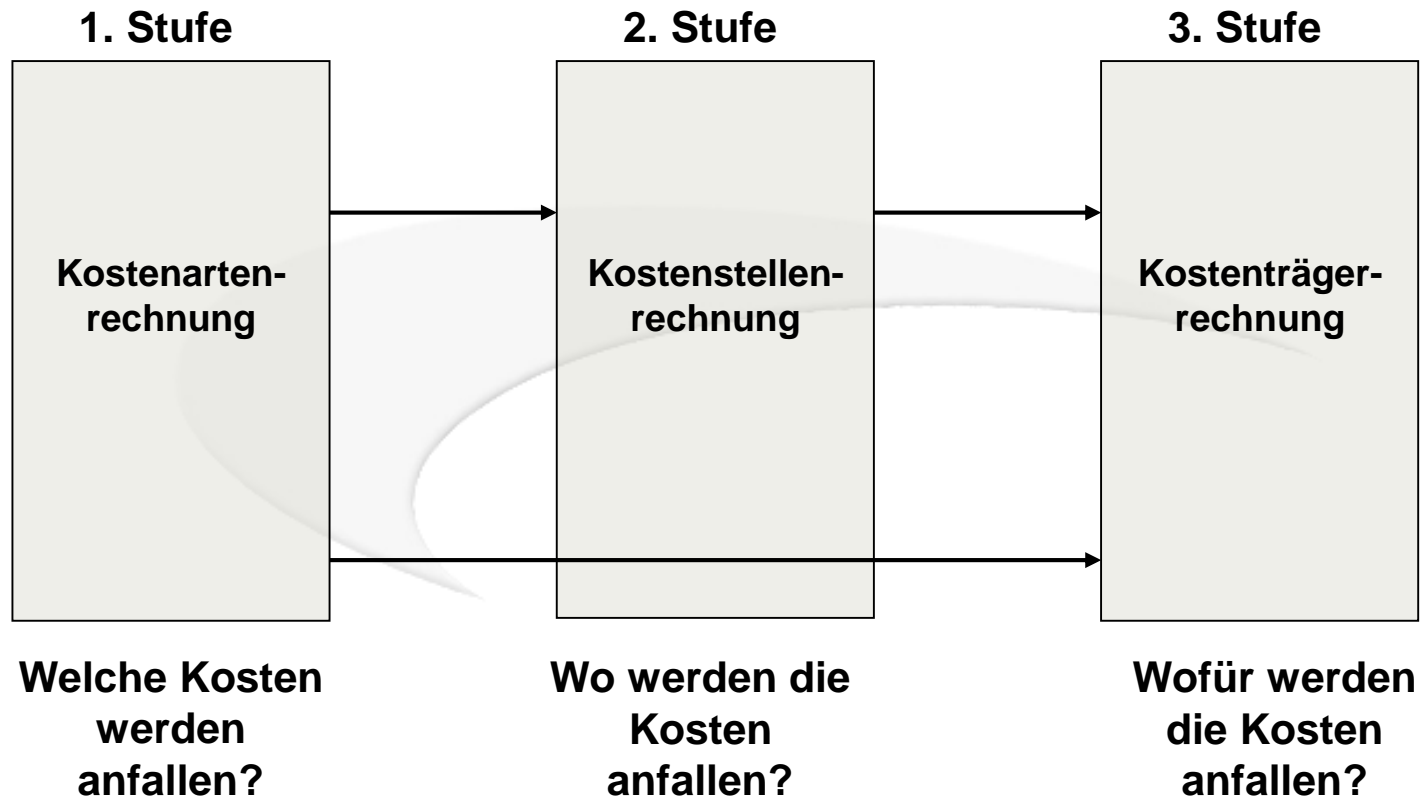 1. Stufe
2. Stufe
3. Stufe
Kostenarten-
rechnung
Kostenstellen-
rechnung
Kostenträger-
rechnung
Welche Kosten
werden
anfallen?
Wo werden die
Kosten
anfallen?
Wofür werden
die Kosten
anfallen?